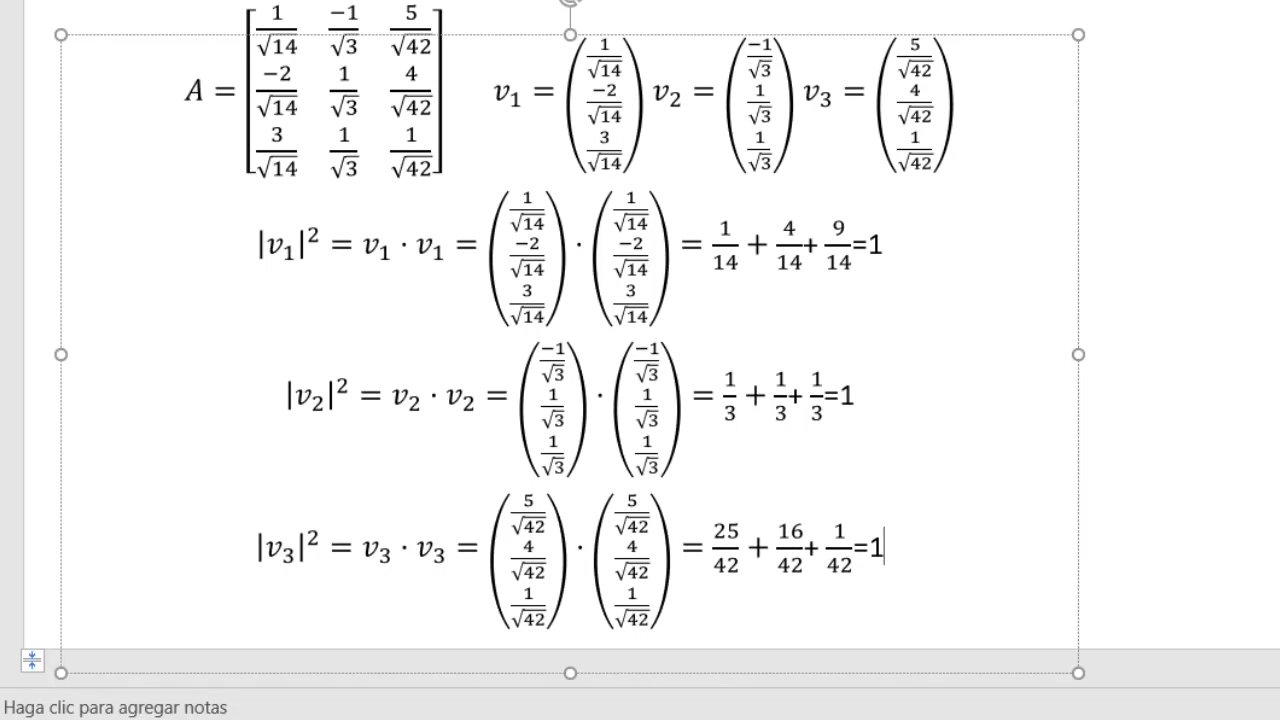 A = [1/√14 −1/√3 5/√42; −2/√14 1/√3 4/√42; 3/√14 1/√3 1/√42] v₁ = (1/√14; −2/√14; 3/√14) v₂ = (−1/√3; 1/√3; 1/√3) v₃ = (5/√42; 4/√42; 1/√42)
|v₁|² = v₁ · v₁ = (1/√14; −2/√14; 3/√14) · (1/√14; −2/√14; 3/√14) = 1/14 + 4/14 + 9/14 =1
|v₂|² = v₂ · v₂ = (−1/√3; 1/√3; 1/√3) · (−1/√3; 1/√3; 1/√3) = 1/3 + 1/3 + 1/3 =1
|v₃|² = v₃ · v₃ = (5/√42; 4/√42; 1/√42) · (5/√42; 4/√42; 1/√42) = 25/42 + 16/42 + 1/42 =1
Haga clic para agregar notas